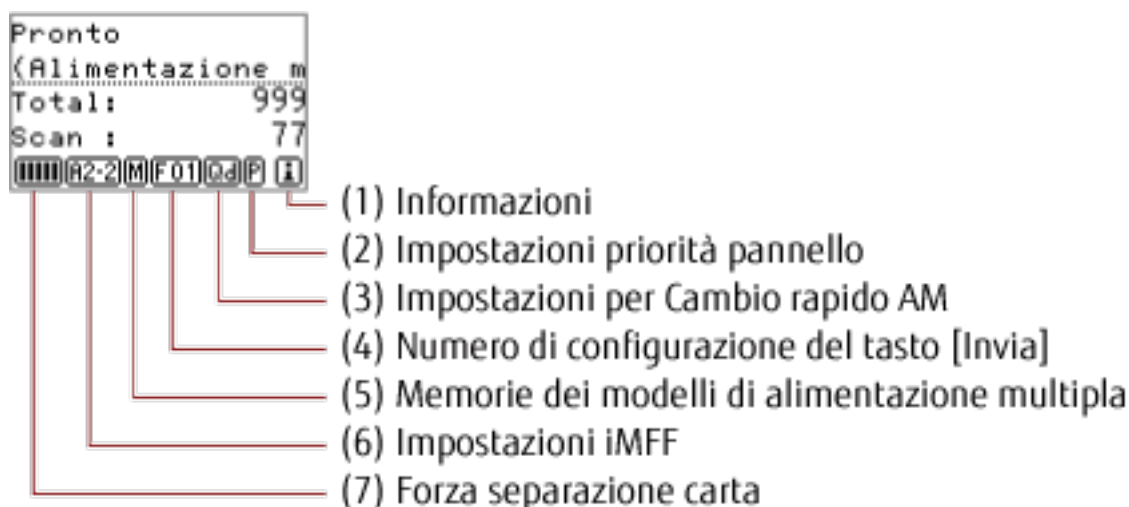 Pronto
(Alimentazione m
Total: 999
Scan : 77
A2-2 M F 01 Qd P i
(1) Informazioni
(2) Impostazioni priorità pannello
(3) Impostazioni per Cambio rapido AM
(4) Numero di configurazione del tasto [Invia]
(5) Memorie dei modelli di alimentazione multipla
(6) Impostazioni iMFF
(7) Forza separazione carta